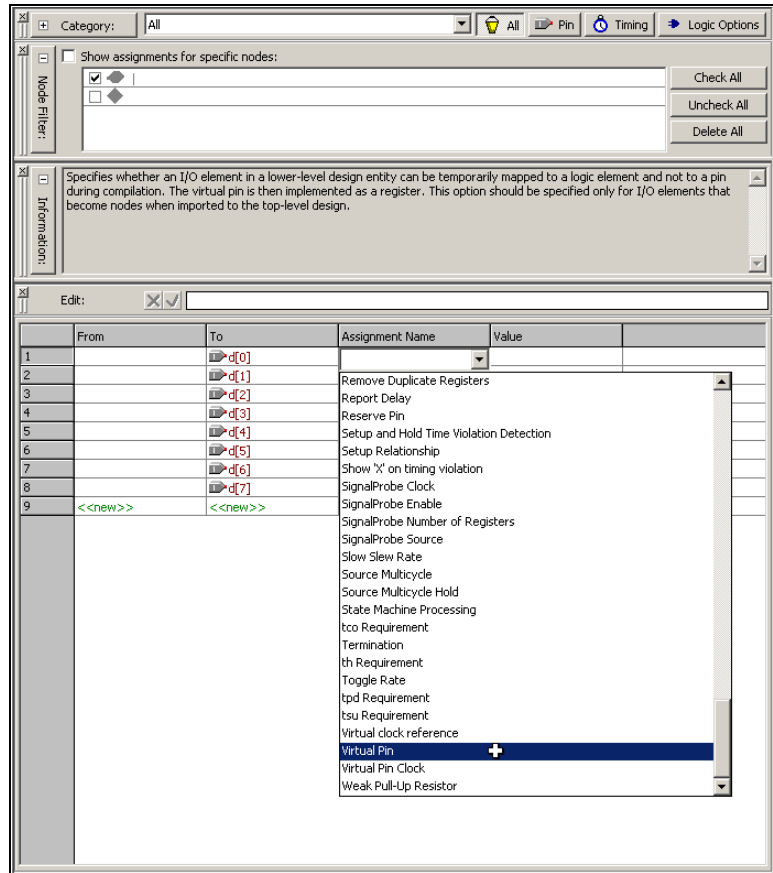 Category: All All Pin Timing Logic Options
Node Filter:
Show assignments for specific nodes:
Check All
Uncheck All
Delete All
Information:
Specifies whether an I/O element in a lower-level design entity can be temporarily mapped to a logic element and not to a pin
during compilation. The virtual pin is then implemented as a register. This option should be specified only for I/O elements that
become nodes when imported to the top-level design.
Edit:
From To Assignment Name Value
1 d[0]
2 d[1]
3 d[2]
4 d[3]
5 d[4]
6 d[5]
7 d[6]
8 d[7]
9 <<new>> <<new>>
Remove Duplicate Registers
Report Delay
Reserve Pin
Setup and Hold Time Violation Detection
Setup Relationship
Show 'X' on timing violation
SignalProbe Clock
SignalProbe Enable
SignalProbe Number of Registers
SignalProbe Source
Slow Slew Rate
Source Multicycle
Source Multicycle Hold
State Machine Processing
tco Requirement
Termination
th Requirement
Toggle Rate
tpd Requirement
tsu Requirement
Virtual clock reference
Virtual Pin
Virtual Pin Clock
Weak Pull-Up Resistor